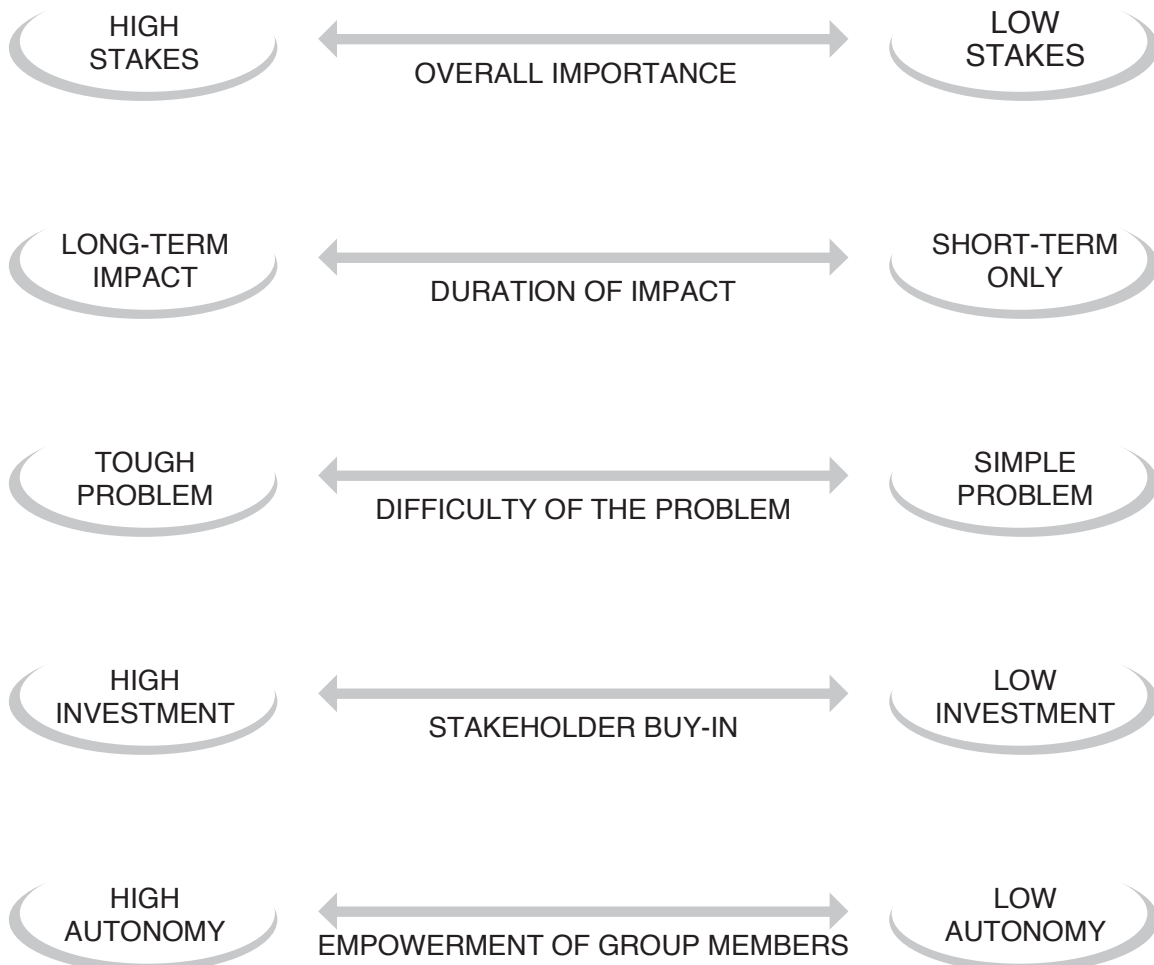 HIGH
STAKES
OVERALL IMPORTANCE
LOW
STAKES
LONG-TERM
IMPACT
DURATION OF IMPACT
SHORT-TERM
ONLY
TOUGH
PROBLEM
DIFFICULTY OF THE PROBLEM
SIMPLE
PROBLEM
HIGH
INVESTMENT
STAKEHOLDER BUY-IN
LOW
INVESTMENT
HIGH
AUTONOMY
EMPOWERMENT OF GROUP MEMBERS
LOW
AUTONOMY